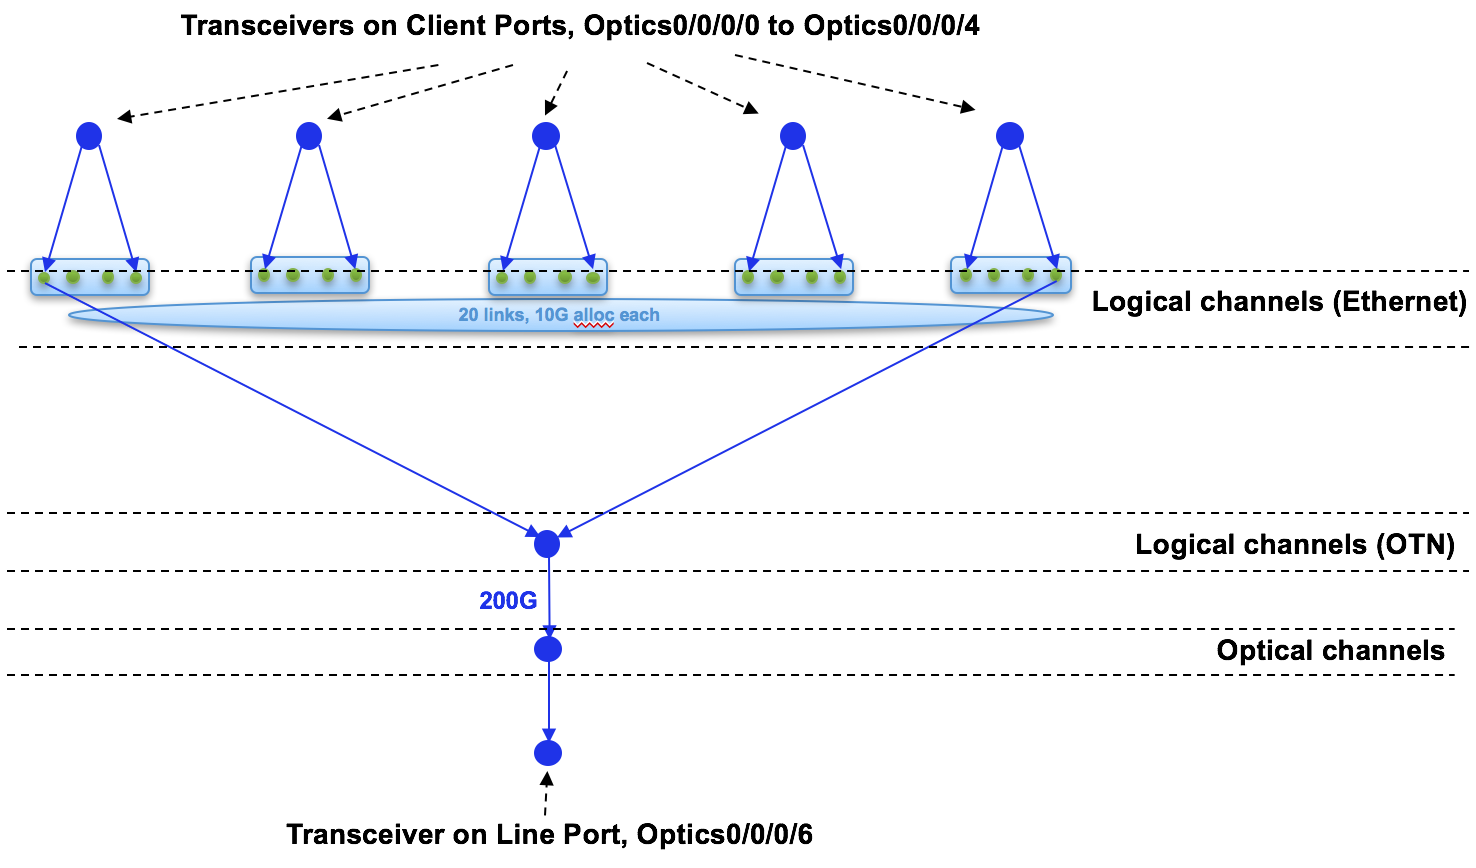 Transceivers on Client Ports, Optics0/0/0/0 to Optics0/0/0/4
Logical channels (Ethernet)
20 links, 10G alloc each
Logical channels (OTN)
200G
Optical channels
Transceiver on Line Port, Optics0/0/0/6